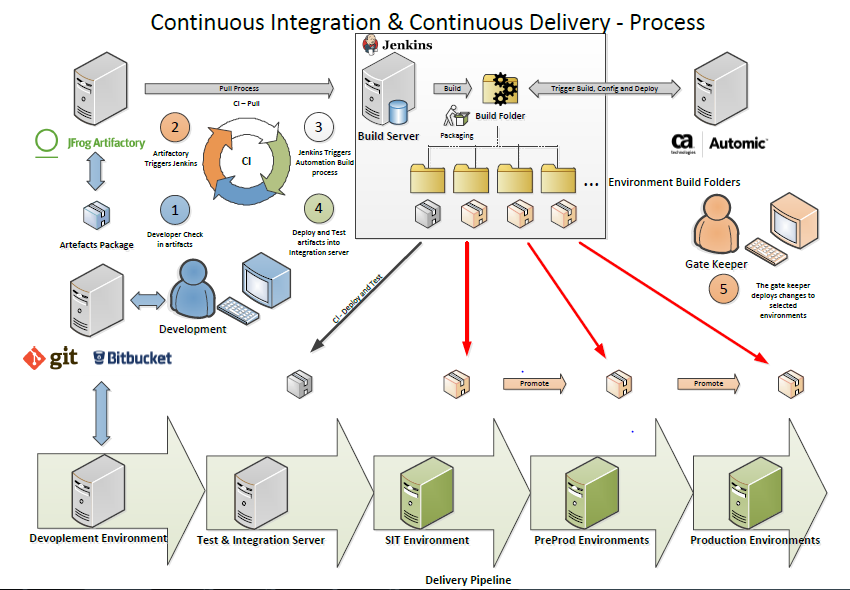 Continuous Integration & Continuous Delivery - Process
Jenkins
Pull Process
CI – Pull
Build
Trigger Build, Config and Deploy
Build Server
Build Folder
Packaging
JFrog Artifactory
2
Artifactory
Triggers Jenkins
CI
3
Jenkins Triggers
Automation Build
process
ca
technologies
Automic
... Environment Build Folders
1
Developer Check
in artifacts
4
Deploy and Test
artifacts into
Integration server
Artefacts Package
Gate Keeper
5
The gate keeper
deploys changes to
selected
environments
Development
CI - Deploy and Test
git
Bitbucket
Promote
Promote
Devoplement Environment
Test & Integration Server
SIT Environment
PreProd Environments
Production Environments
Delivery Pipeline